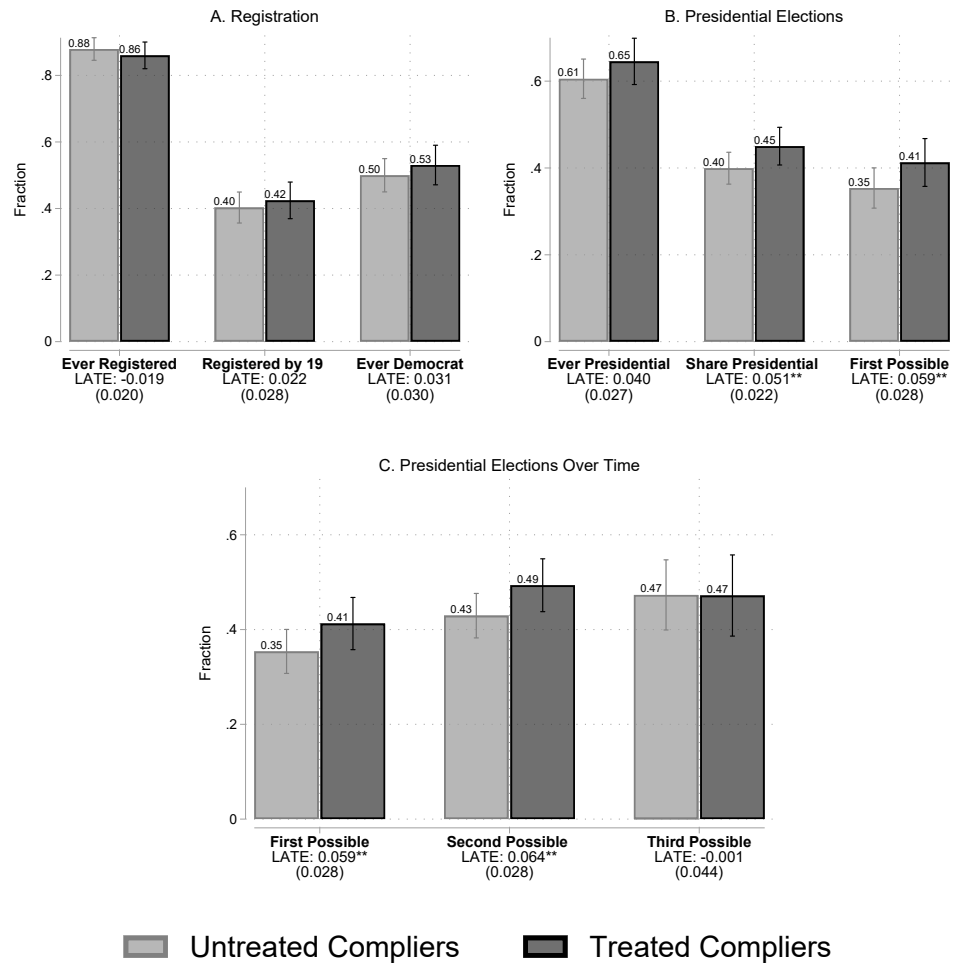 A. Registration
Fraction
.8
.6
.4
.2
0
0.88
0.86
0.40
0.42
0.50
0.53
Ever Registered
LATE: -0.019
(0.020)
Registered by 19
LATE: 0.022
(0.028)
Ever Democrat
LATE: 0.031
(0.030)
B. Presidential Elections
Fraction
.6
.4
.2
0
0.61
0.65
0.40
0.45
0.35
0.41
Ever Presidential
LATE: 0.040
(0.027)
Share Presidential
LATE: 0.051**
(0.022)
First Possible
LATE: 0.059**
(0.028)
C. Presidential Elections Over Time
Fraction
.6
.4
.2
0
0.35
0.41
0.43
0.49
0.47
0.47
First Possible
LATE: 0.059**
(0.028)
Second Possible
LATE: 0.064**
(0.028)
Third Possible
LATE: -0.001
(0.044)
Untreated Compliers
Treated Compliers